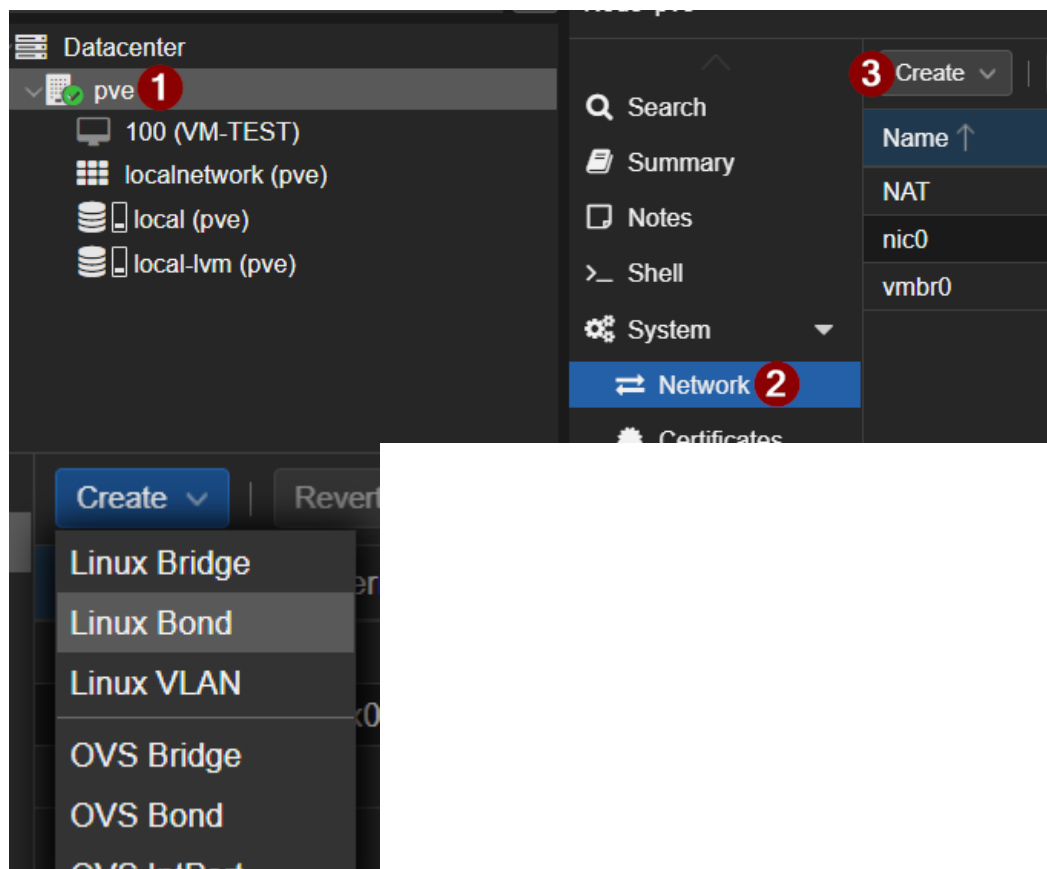 Datacenter
pve 1
100 (VM-TEST)
localnetwork (pve)
local (pve)
local-lvm (pve)
Search
Summary
Notes
Shell
System
Network 2
Certificates
3 Create
Name
NAT
nic0
vmbr0
Create
Revert
Linux Bridge
Linux Bond
Linux VLAN
OVS Bridge
OVS Bond